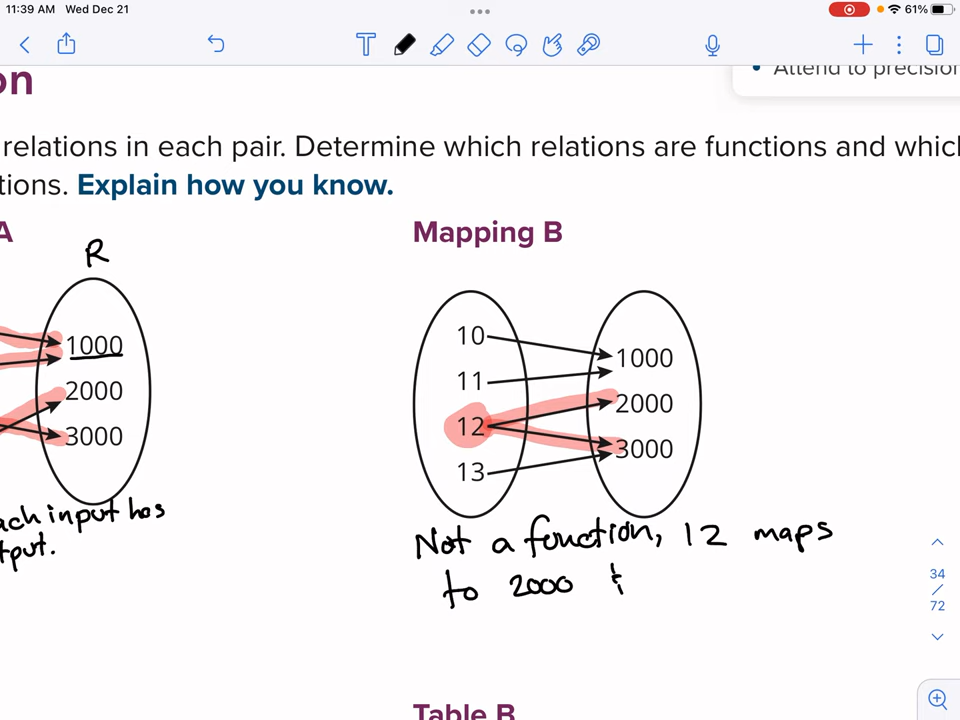 11:39 AM Wed Dec 21
61%
T
on
Attend to precision
relations in each pair. Determine which relations are functions and which
tions. Explain how you know.
A
R
1000
2000
3000
ach input has
tput.
Mapping B
10
11
12
13
1000
2000
3000
Not a function, 12 maps
to 2000 &
34
/
72
Table B